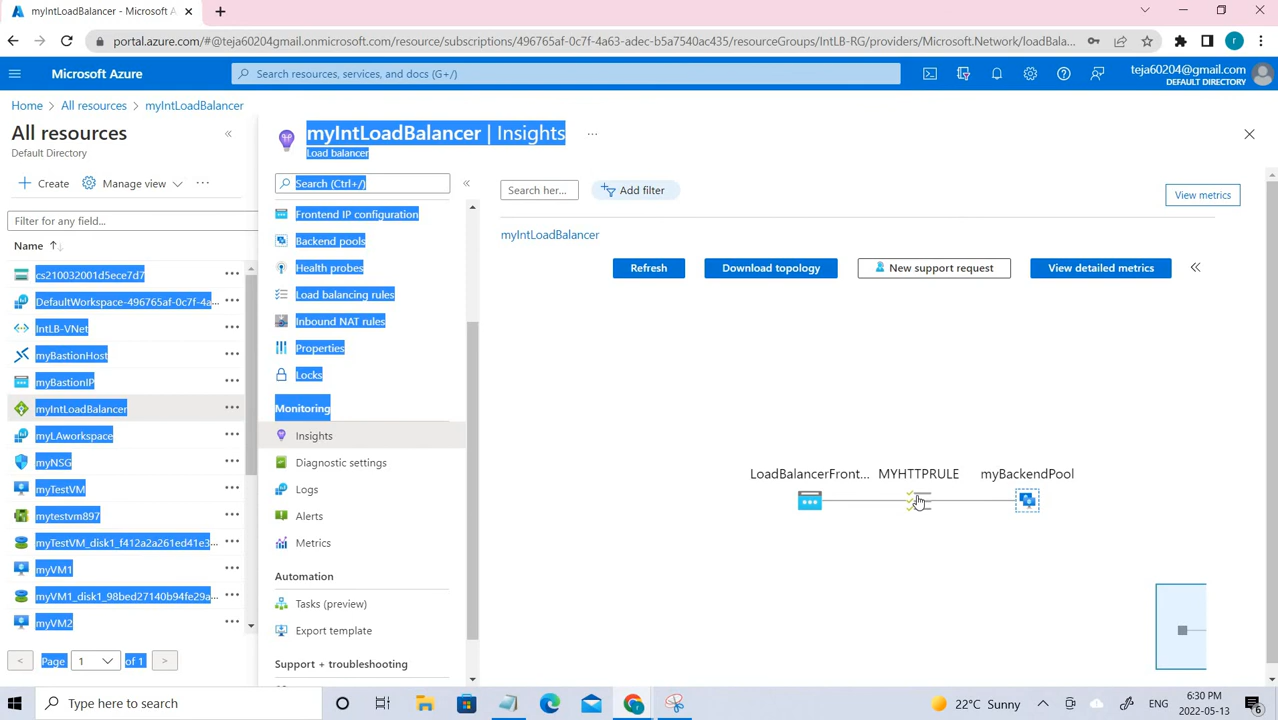 myIntLoadBalancer - Microsoft A
portal.azure.com/#@teja60204gmail.onmicrosoft.com/resource/subscriptions/496765af-0c7f-4a63-adec-b5a7540ac435/resourceGroups/IntLB-RG/providers/Microsoft.Network/loadBala...
r
Microsoft Azure
Search resources, services, and docs (G+/)
teja60204@gmail.com
DEFAULT DIRECTORY
Home > All resources > myIntLoadBalancer
All resources
Default Directory
Create
Manage view
Filter for any field...
Name
cs210032001d5ece7d7
DefaultWorkspace-496765af-0c7f-4a...
IntLB-VNet
myBastionHost
myBastionIP
myIntLoadBalancer
myLAworkspace
myNSG
myTestVM
mytestvm897
myTestVM_disk1_f412a2a261ed41e3...
myVM1
myVM1_disk1_98bed27140b94fe29a...
myVM2
< Page 1 of 1 >
myIntLoadBalancer | Insights ...
Load balancer
Search (Ctrl+/)
Frontend IP configuration
Backend pools
Health probes
Load balancing rules
Inbound NAT rules
Properties
Locks
Monitoring
Insights
Diagnostic settings
Logs
Alerts
Metrics
Automation
Tasks (preview)
Export template
Support + troubleshooting
Search her...
Add filter
View metrics
myIntLoadBalancer
Refresh
Download topology
New support request
View detailed metrics
LoadBalancerFront... MYHTTPRULE myBackendPool
Type here to search
22°C Sunny
6:30 PM
2022-05-13
6